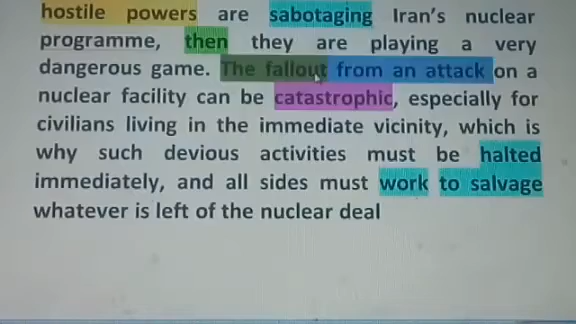 hostile powers are sabotaging Iran's nuclear
programme, then they are playing a very
dangerous game. The fallout from an attack on a
nuclear facility can be catastrophic, especially for
civilians living in the immediate vicinity, which is
why such devious activities must be halted
immediately, and all sides must work to salvage
whatever is left of the nuclear deal